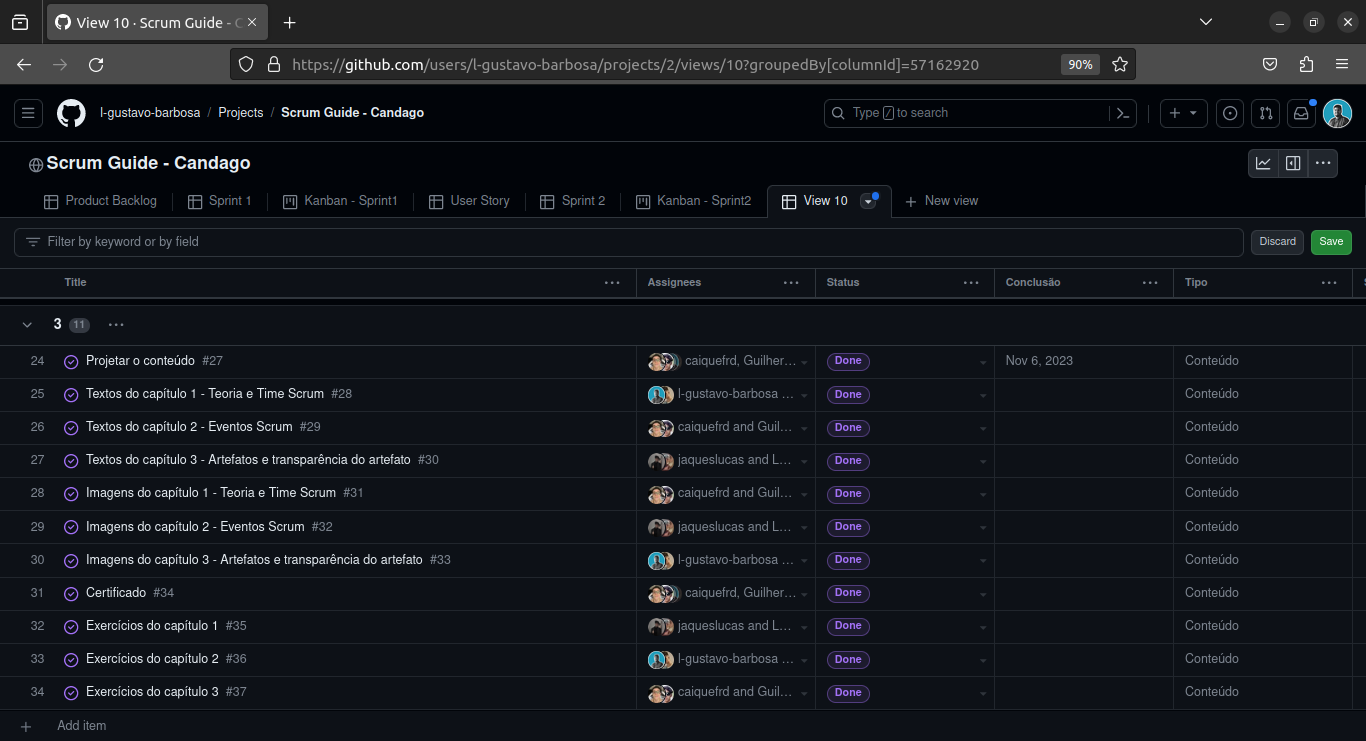 View 10 · Scrum Guide - C
https://github.com/users/l-gustavo-barbosa/projects/2/views/10?groupedBy[columnId]=57162920
90%
l-gustavo-barbosa / Projects / Scrum Guide - Candago
Type / to search
Scrum Guide - Candago
Product Backlog
Sprint 1
Kanban - Sprint1
User Story
Sprint 2
Kanban - Sprint2
View 10
New view
Filter by keyword or by field
Discard
Save
Title
Assignees
Status
Conclusão
Tipo
3 11
24 Projetar o conteúdo #27 caiquefrd, Guilher... Done Nov 6, 2023 Conteúdo
25 Textos do capítulo 1 - Teoria e Time Scrum #28 l-gustavo-barbosa ... Done Conteúdo
26 Textos do capítulo 2 - Eventos Scrum #29 caiquefrd and Guil... Done Conteúdo
27 Textos do capítulo 3 - Artefatos e transparência do artefato #30 jaqueslucas and L... Done Conteúdo
28 Imagens do capítulo 1 - Teoria e Time Scrum #31 caiquefrd and Guil... Done Conteúdo
29 Imagens do capítulo 2 - Eventos Scrum #32 jaqueslucas and L... Done Conteúdo
30 Imagens do capítulo 3 - Artefatos e transparência do artefato #33 l-gustavo-barbosa ... Done Conteúdo
31 Certificado #34 caiquefrd, Guilher... Done Conteúdo
32 Exercícios do capítulo 1 #35 jaqueslucas and L... Done Conteúdo
33 Exercícios do capítulo 2 #36 l-gustavo-barbosa ... Done Conteúdo
34 Exercícios do capítulo 3 #37 caiquefrd and Guil... Done Conteúdo
Add item